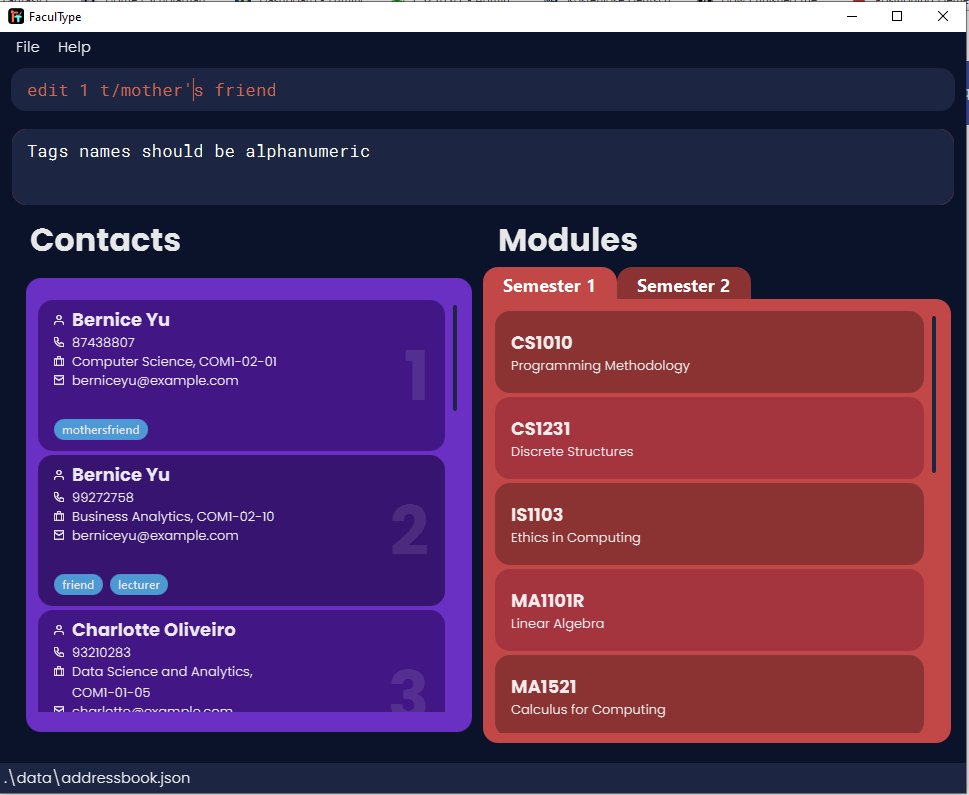 FaculType
File Help
edit 1 t/mother's friend
Tags names should be alphanumeric
Contacts
Bernice Yu
87438807
Computer Science, COM1-02-01
berniceyu@example.com
1
mothersfriend
Bernice Yu
99272758
Business Analytics, COM1-02-10
berniceyu@example.com
2
friend lecturer
Charlotte Oliveiro
93210283
Data Science and Analytics,
COM1-01-05
charlotte@example.com
3
Modules
Semester 1 Semester 2
CS1010
Programming Methodology
CS1231
Discrete Structures
IS1103
Ethics in Computing
MA1101R
Linear Algebra
MA1521
Calculus for Computing
.\data\addressbook.json